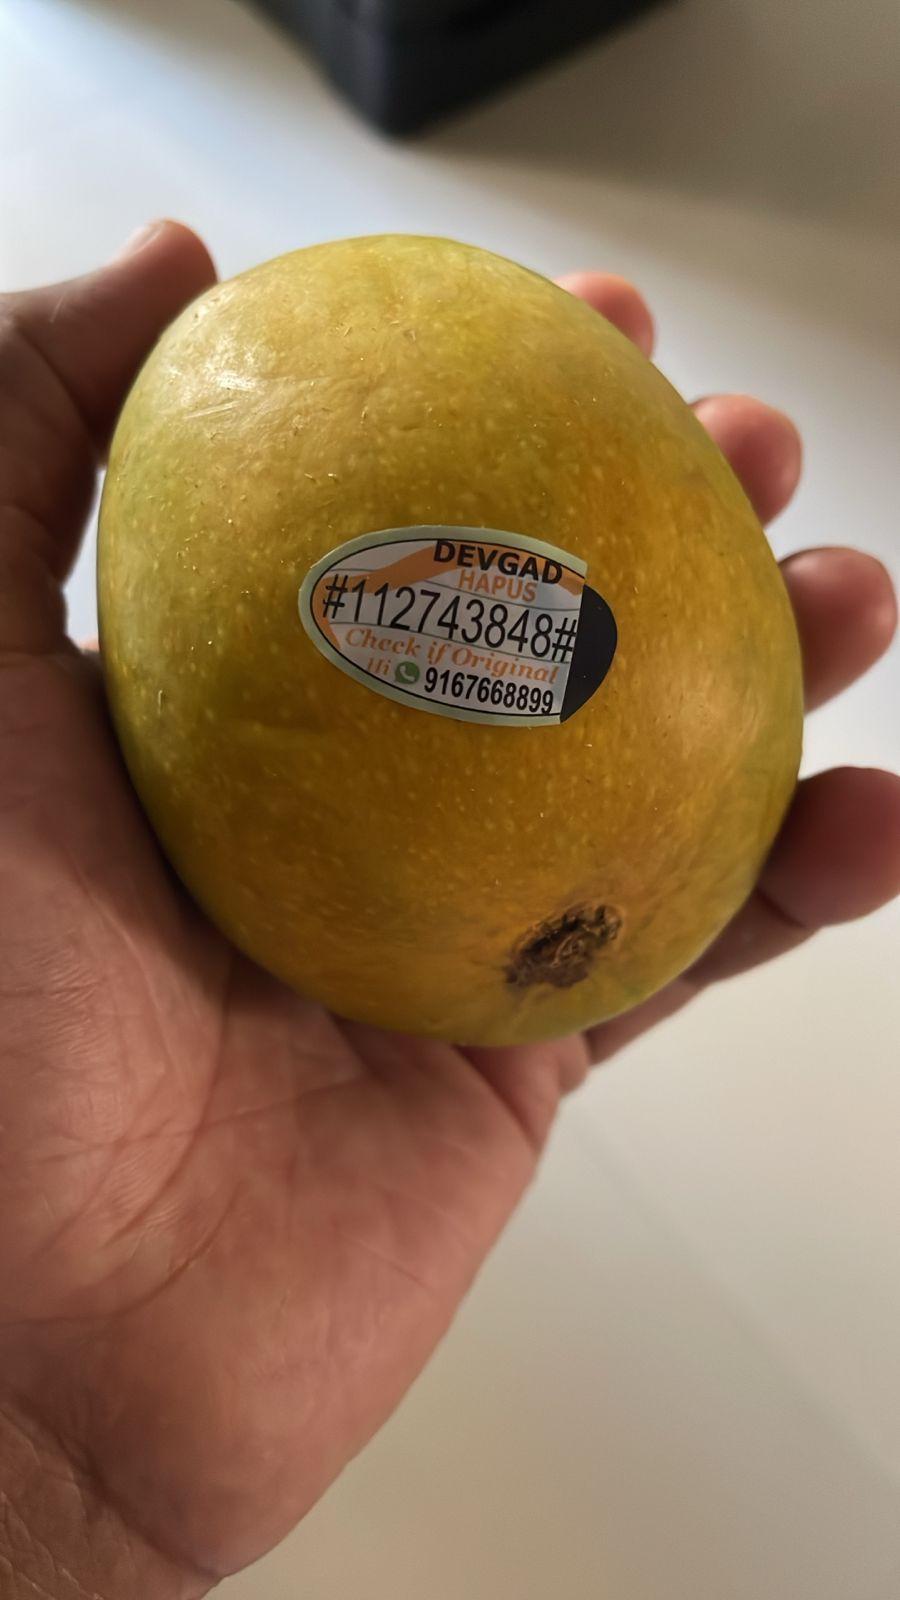 DEVGAD
HAPUS
#112743848#
Check if Original
Hi 9167668899